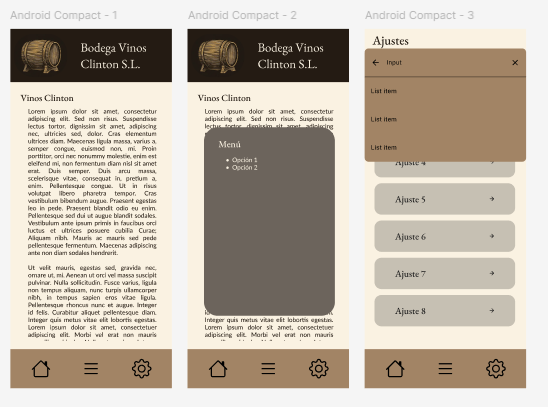 Android Compact - 1
Bodega Vinos
Clinton S.L.
Vinos Clinton
Lorem ipsum dolor sit amet, consectetur
adipiscing elit. Sed non risus. Suspendisse
lectus tortor, dignissim sit amet, adipiscing
nec, ultricies sed, dolor. Cras elementum
ultrices diam. Maecenas ligula massa, varius a,
semper congue, euismod non, mi. Proin
porttitor, orci nec nonummy molestie, enim est
eleifend mi, non fermentum diam nisl sit amet
erat. Duis semper. Duis arcu massa,
scelerisque vitae, consequat in, pretium a,
enim. Pellentesque congue. Ut in risus
volutpat libero pharetra tempor. Cras
vestibulum bibendum augue. Praesent egestas
leo in pede. Praesent blandit odio eu enim.
Pellentesque sed dui ut augue blandit sodales.
Vestibulum ante ipsum primis in faucibus orci
luctus et ultrices posuere cubilia Curae;
Aliquam nibh. Mauris ac mauris sed pede
pellentesque fermentum. Maecenas adipiscing
ante non diam sodales hendrerit.
Ut velit mauris, egestas sed, gravida nec,
ornare ut, mi. Aenean ut orci vel massa suscipit
pulvinar. Nulla sollicitudin. Fusce varius, ligula
non tempus aliquam, nunc turpis ullamcorper
nibh, in tempus sapien eros vitae ligula.
Pellentesque rhoncus nunc et augue. Integer
id felis. Curabitur aliquet pellentesque diam.
Integer quis metus vitae elit lobortis egestas.
Lorem ipsum dolor sit amet, consectetuer
adipiscing elit. Morbi vel erat non mauris
Android Compact - 2
Bodega Vinos
Clinton S.L.
Vinos Clinton
Lorem ipsum dolor sit amet, consectetur
adipiscing elit. Sed non risus. Suspendisse
lectus tortor, dignissim sit amet, adipiscing
Menú
Opción 1
Opción 2
Integer quis metus vitae elit lobortis egestas.
Lorem ipsum dolor sit amet, consectetuer
adipiscing elit. Morbi vel erat non mauris
Android Compact - 3
Ajustes
Input
List item
List item
List item
Ajuste 4
Ajuste 5
Ajuste 6
Ajuste 7
Ajuste 8